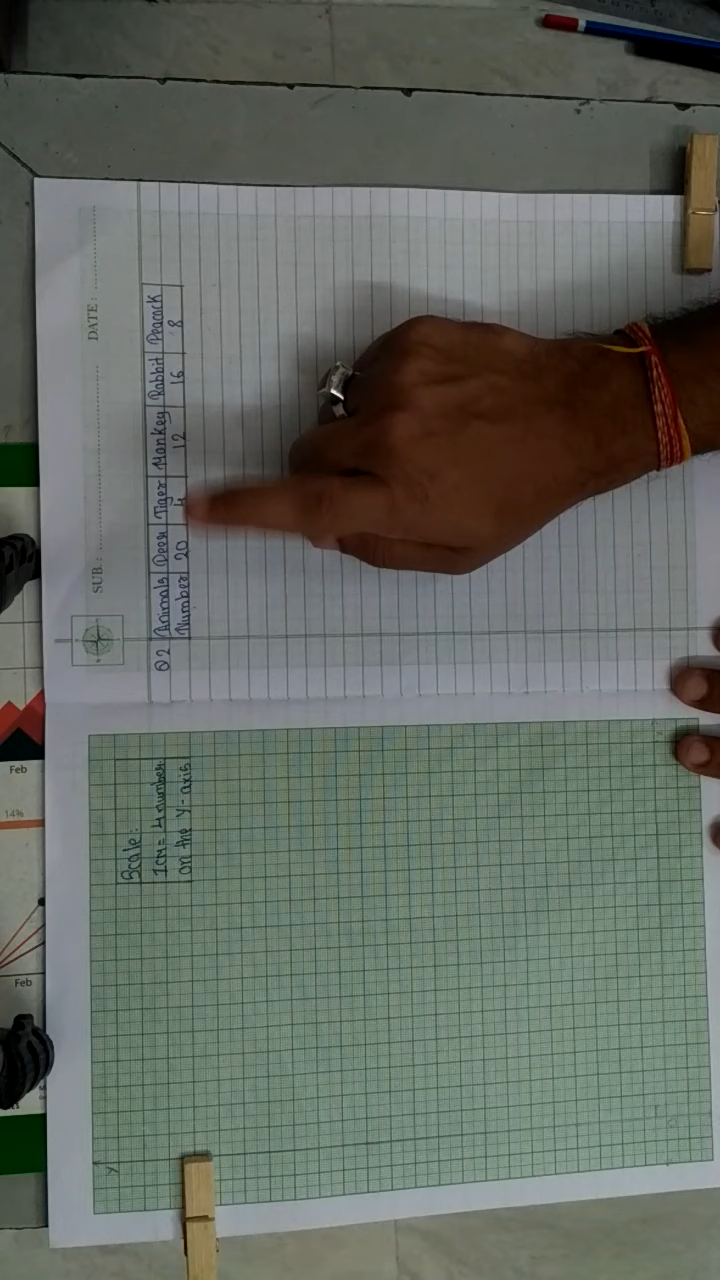 SUB. : DATE :
Q2 Animals Deer Tiger Monkey Rabbit Peacock
Number 20 4 12 16 8
Scale:
1cm = 4 number
on the Y-axis
Y
Feb
14%
Feb